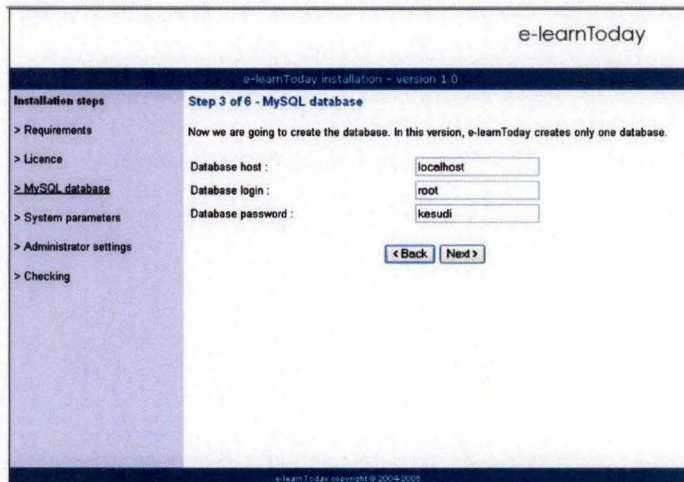 e-learnToday
e-learnToday installation - version 1.0
Installation steps
> Requirements
> Licence
> MySQL database
> System parameters
> Administrator settings
> Checking
Step 3 of 6 - MySQL database
Now we are going to create the database. In this version, e-learnToday creates only one database.
Database host : localhost
Database login : root
Database password : kesudi
< Back Next >
e-learnToday copyright @ 2004-2005